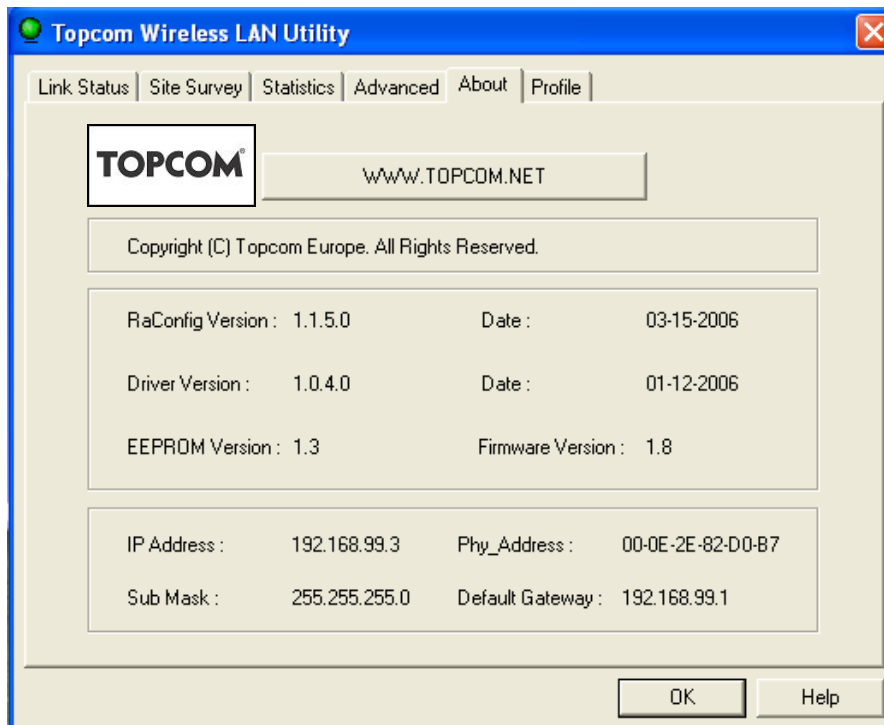 Topcom Wireless LAN Utility
Link Status Site Survey Statistics Advanced About Profile
TOPCOM® WWW.TOPCOM.NET
Copyright (C) Topcom Europe. All Rights Reserved.
RaConfig Version : 1.1.5.0 Date : 03-15-2006
Driver Version : 1.0.4.0 Date : 01-12-2006
EEPROM Version : 1.3 Firmware Version : 1.8
IP Address : 192.168.99.3 Phy_Address : 00-0E-2E-82-D0-B7
Sub Mask : 255.255.255.0 Default Gateway : 192.168.99.1
OK Help